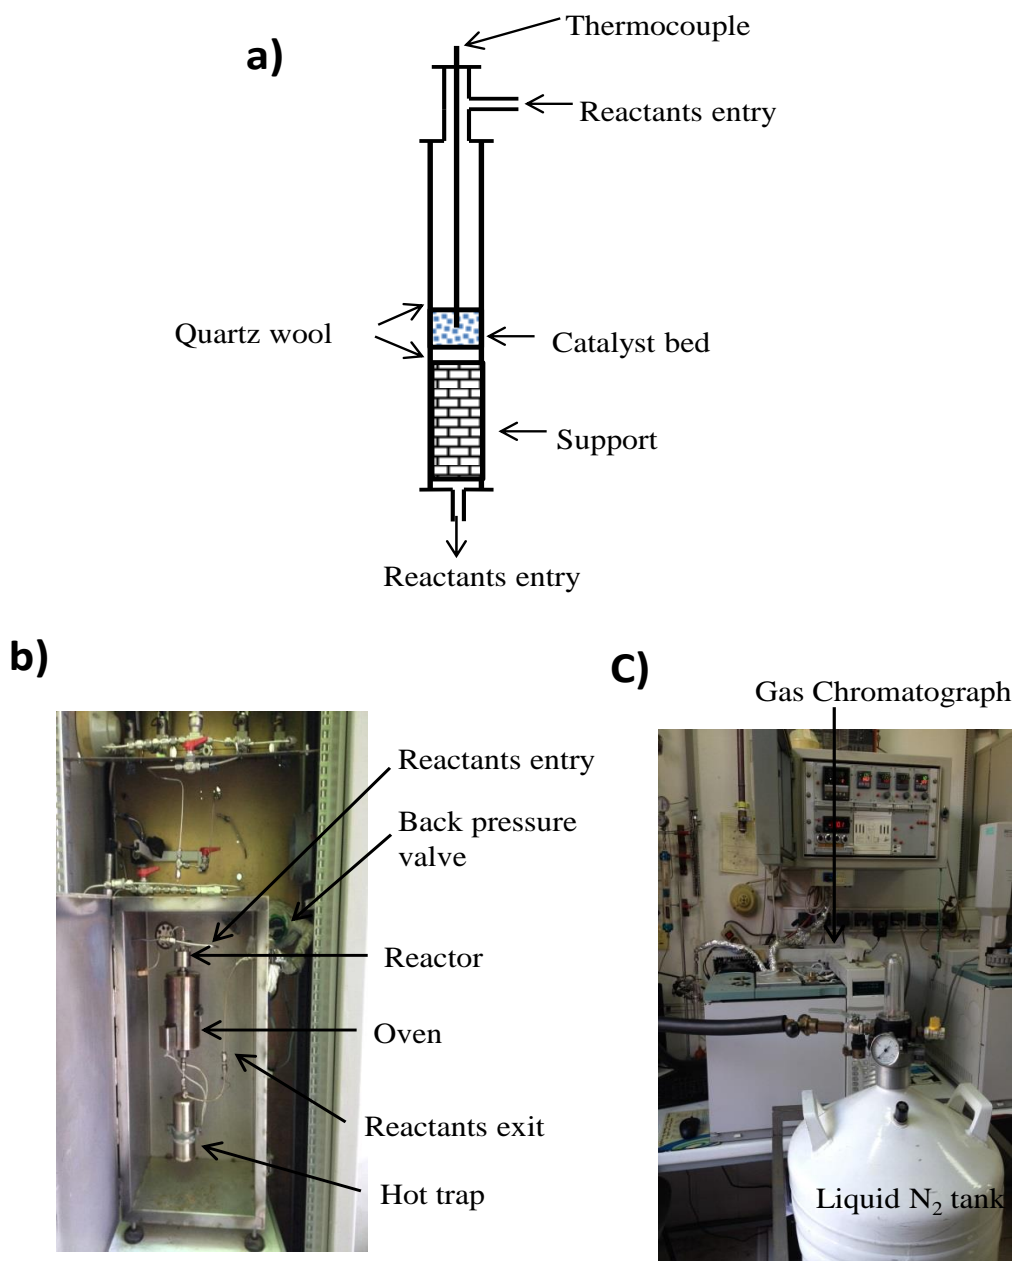 a)
Thermocouple
Reactants entry
Quartz wool
Catalyst bed
Support
Reactants entry
b)
Reactants entry
Back pressure
valve
Reactor
Oven
Reactants exit
Hot trap
C)
Gas Chromatograph
Liquid N₂ tank